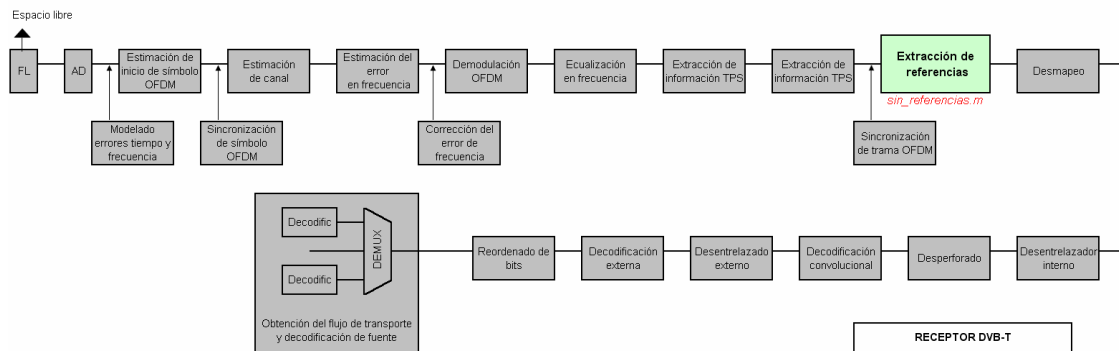 Espacio libre
FL
AD
Estimación de
inicio de símbolo
OFDM
Estimación
de canal
Estimación del
error
en frecuencia
Demodulación
OFDM
Ecualización
en frecuencia
Extracción de
información TPS
Extracción de
información TPS
Extracción de
referencias
Desmapeo
sin_referencias.m
Modelado
errores tiempo y
frecuencia
Sincronización
de símbolo
OFDM
Corrección del
error de
frecuencia
Sincronización
de trama OFDM
Decodific
DEMUX
Decodific
Obtención del flujo de transporte
y decodificación de fuente
Reordenado de
bits
Decodificación
externa
Desentrelazado
externo
Decodificación
convolucional
Desperforado
Desentrelazador
interno
RECEPTOR DVB-T